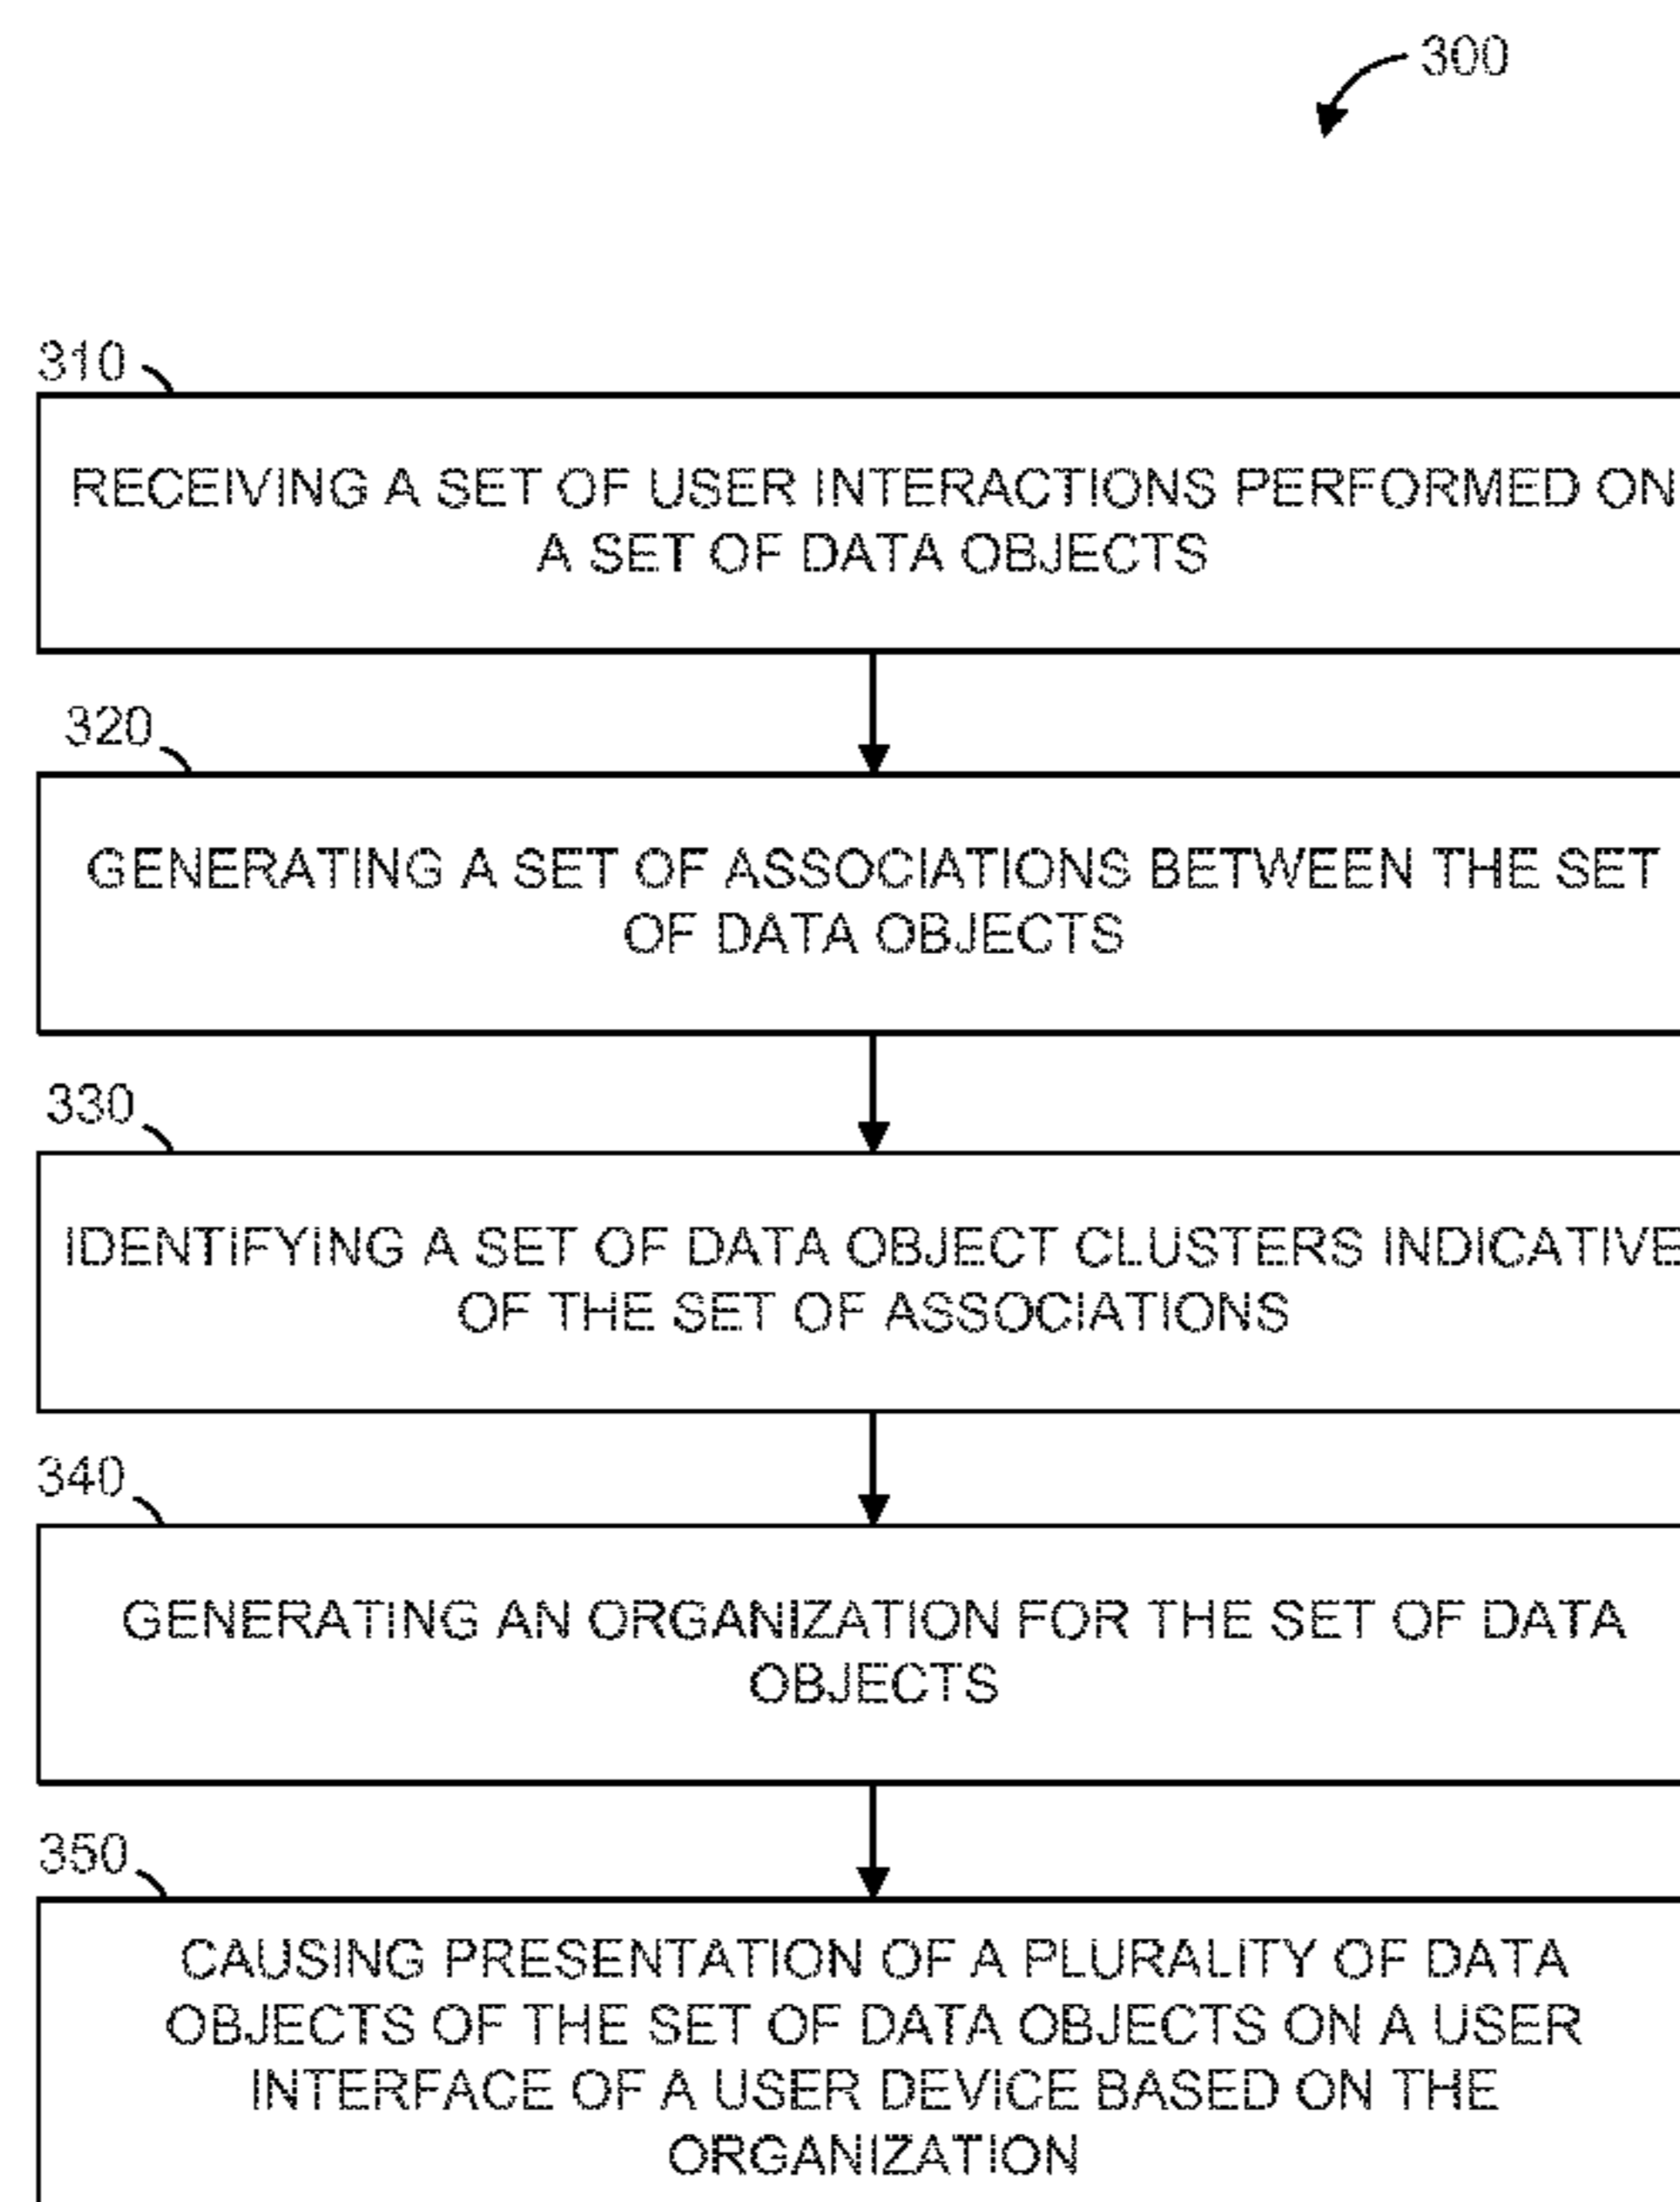 300
310
RECEIVING A SET OF USER INTERACTIONS PERFORMED ON
A SET OF DATA OBJECTS
320
GENERATING A SET OF ASSOCIATIONS BETWEEN THE SET
OF DATA OBJECTS
330
IDENTIFYING A SET OF DATA OBJECT CLUSTERS INDICATIVE
OF THE SET OF ASSOCIATIONS
340
GENERATING AN ORGANIZATION FOR THE SET OF DATA
OBJECTS
350
CAUSING PRESENTATION OF A PLURALITY OF DATA
OBJECTS OF THE SET OF DATA OBJECTS ON A USER
INTERFACE OF A USER DEVICE BASED ON THE
ORGANIZATION